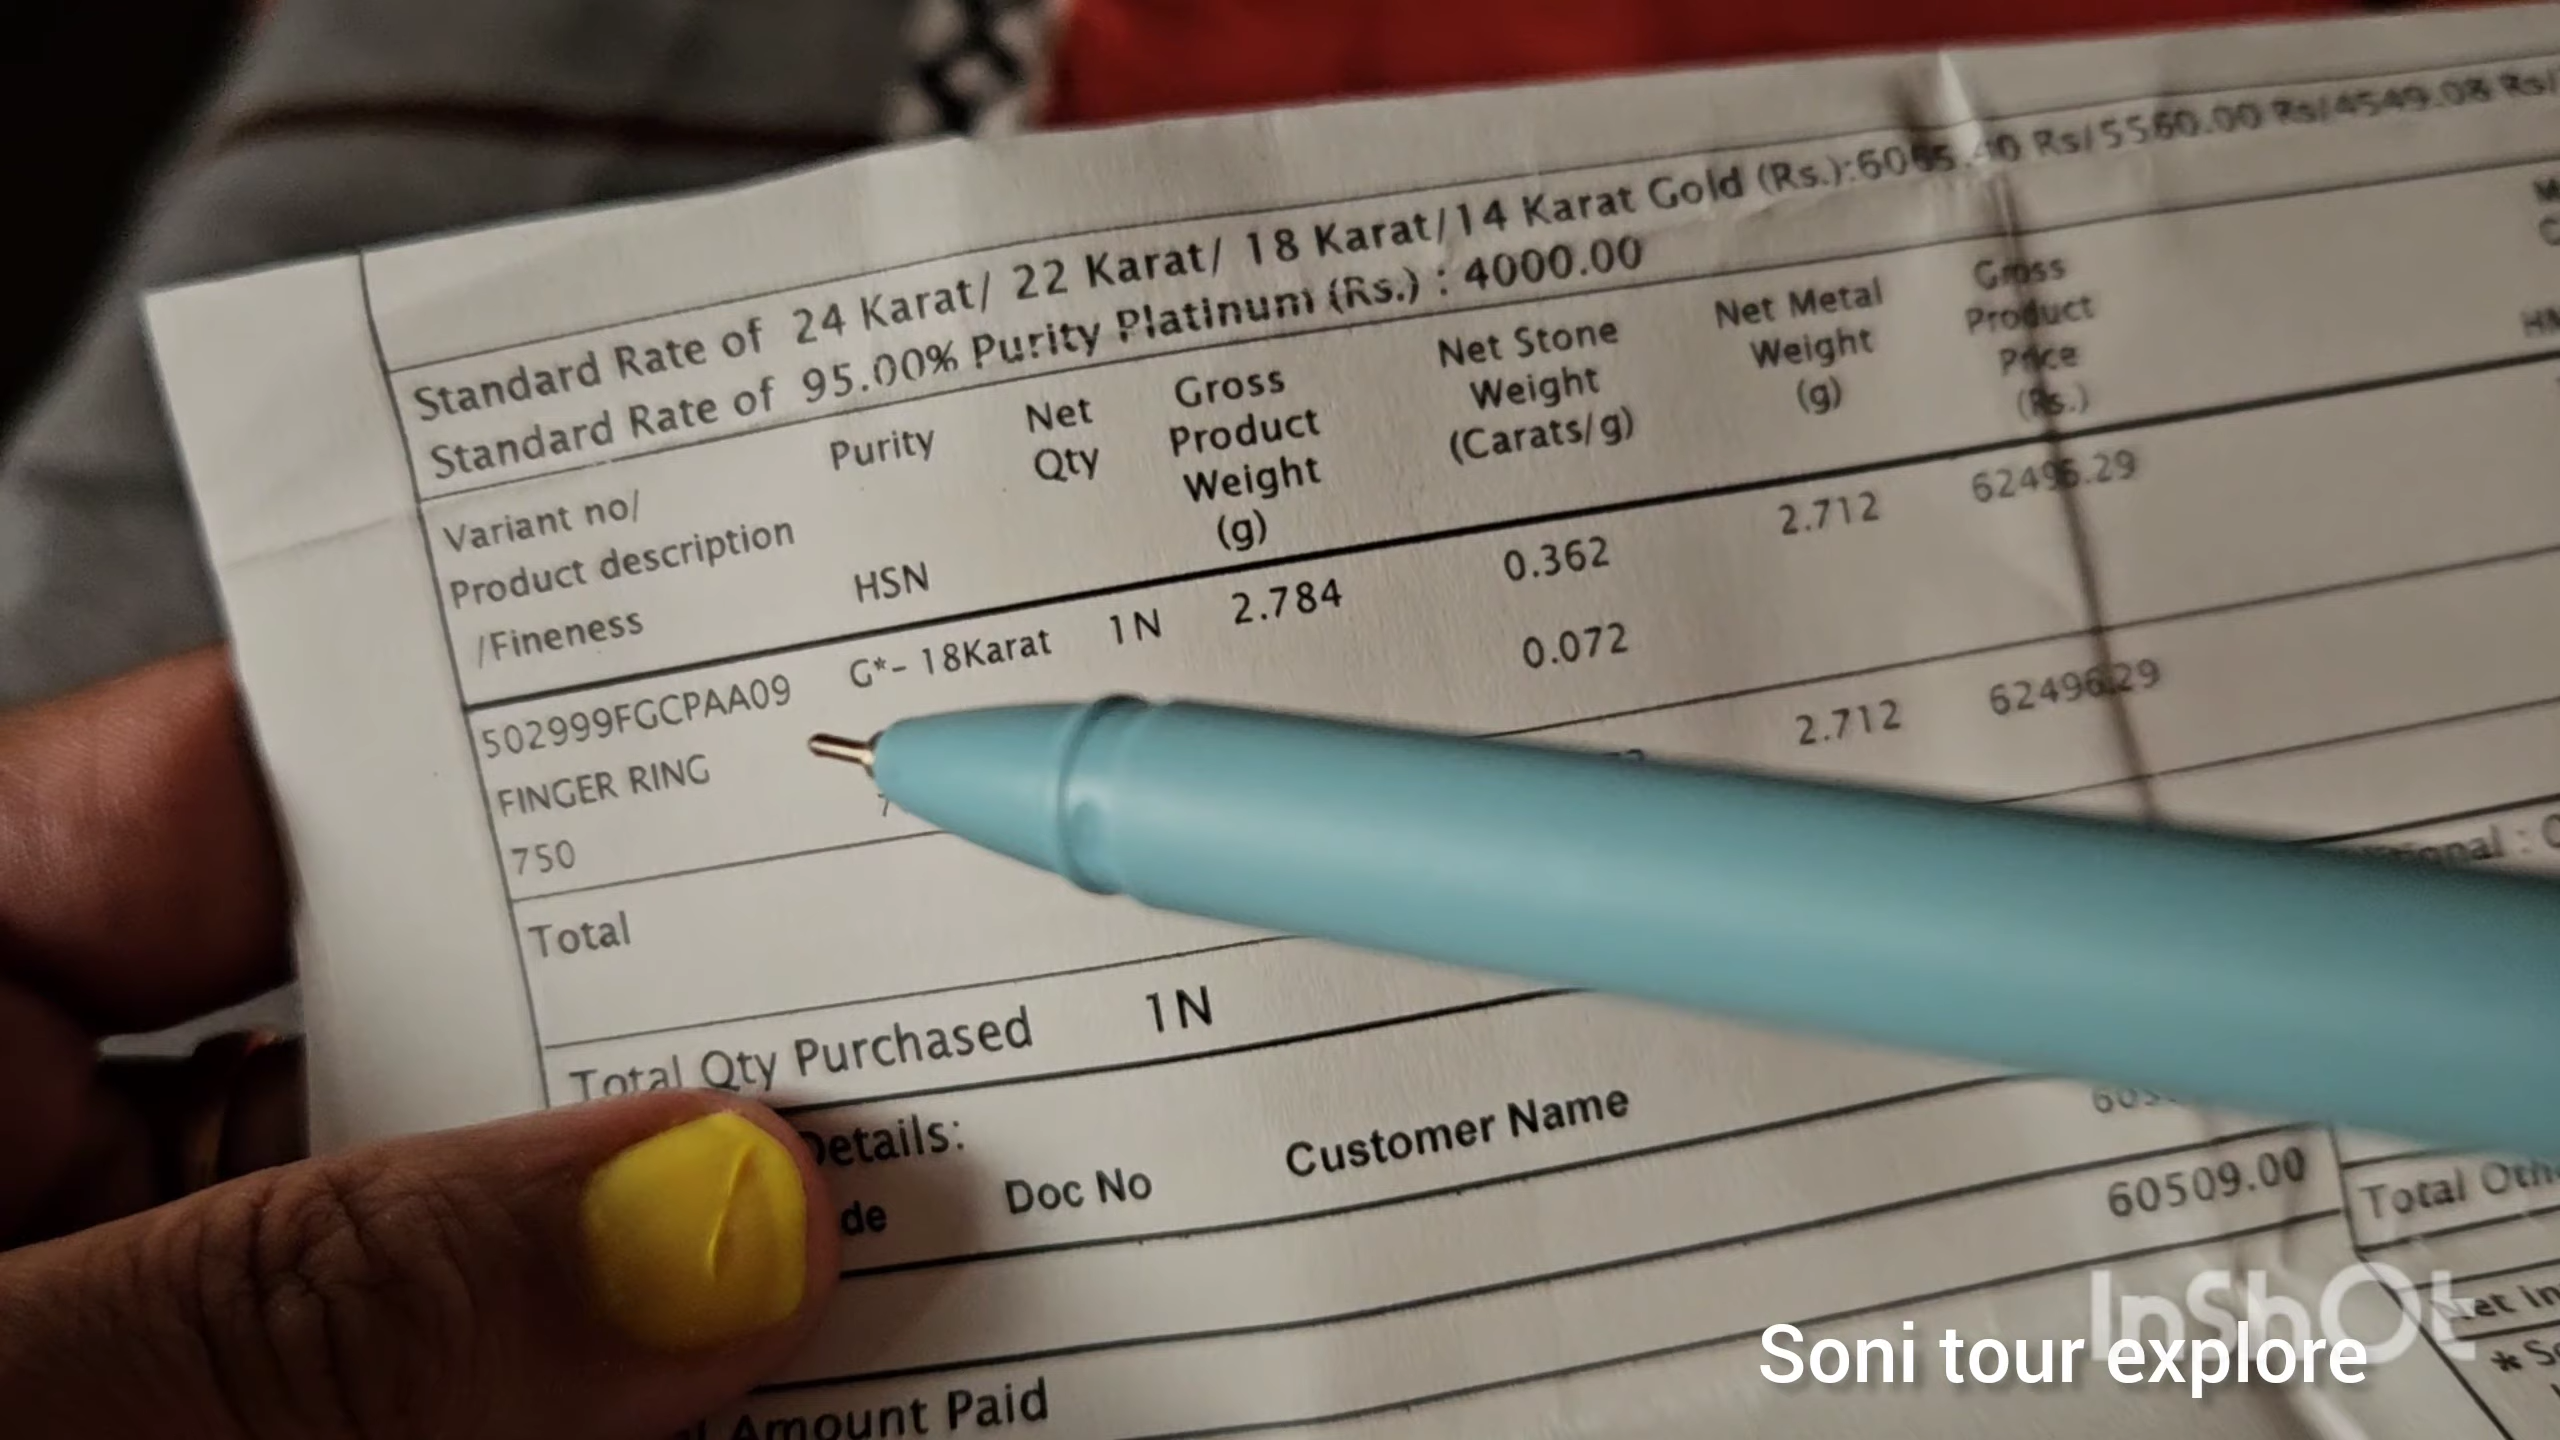 Standard Rate of 24 Karat/ 22 Karat/ 18 Karat/14 Karat Gold (Rs.): Rs/5560.00 Rs/4549.08 Rs/
Standard Rate of 95.00% Purity Platinum (Rs.) : 4000.00
Variant no/ Purity Net Gross Net Stone Net Metal Gross
Product description HSN Qty Product Weight Weight Product
/Fineness Weight (Carats/g) (g) Price
(g) (Rs.)
502999FGCPAA09 G*- 18Karat 1N 2.784 0.362 2.712 62496.29
FINGER RING 0.072
750
Total 2.712 62496.29
Total Qty Purchased 1N
Details:
de Doc No Customer Name
60509.00
Total Oth
Amount Paid
InShOt
Soni tour explore